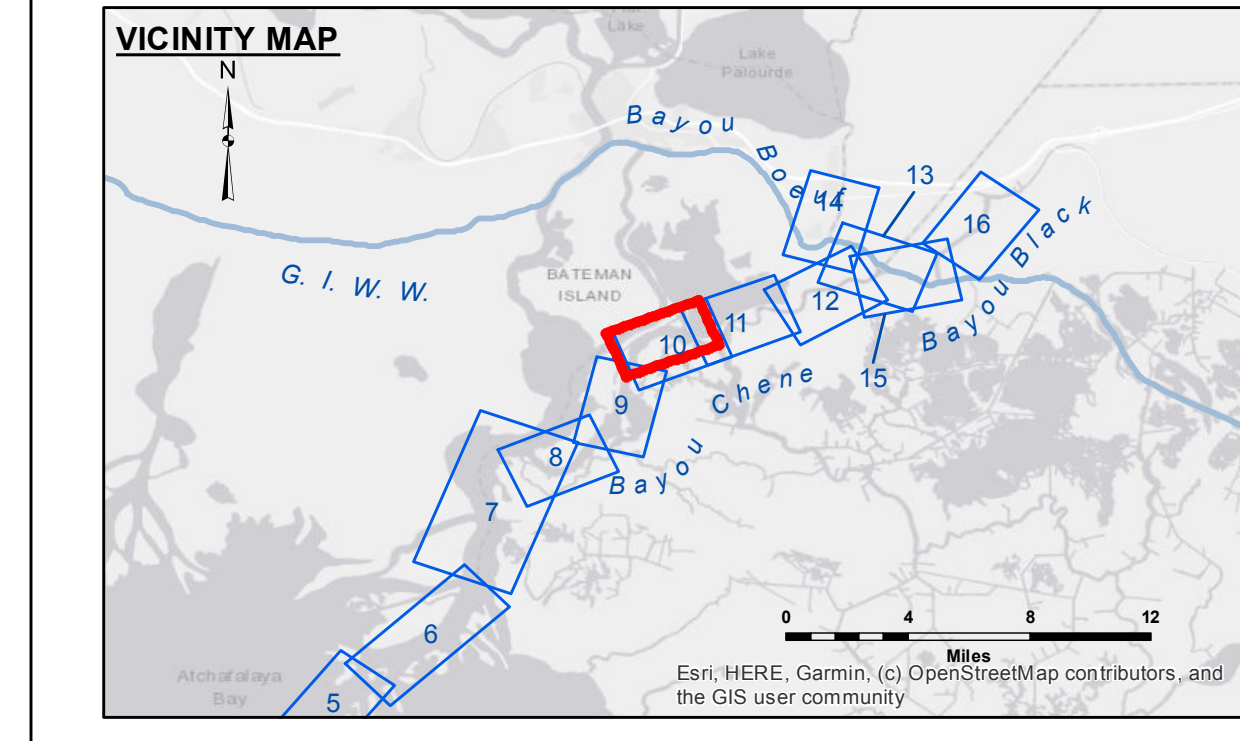 VICINITY MAP
N
Flat
Lake
Lake
Palourde
Bayou
Boeuf
13
14
16
Bayou Black
G. I. W. W.
BATEMAN
ISLAND
12
11
10
15
Bayou Chene
9
8
7
6
5
Atchafalaya
Bay
0 4 8 12
Miles
Esri, HERE, Garmin, (c) OpenStreetMap contributors, and
the GIS user community